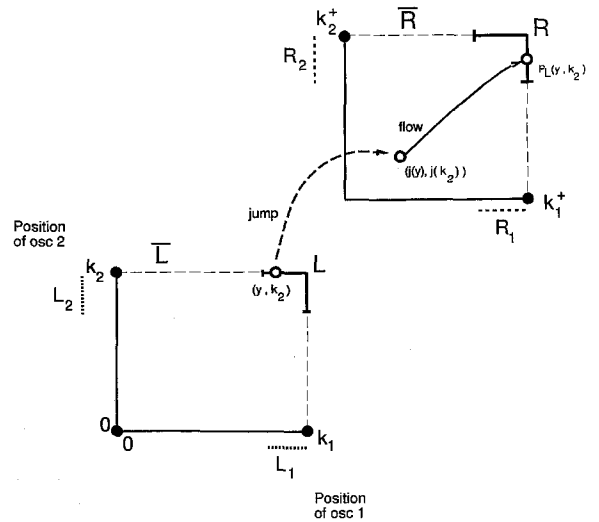 k₂⁺
R̅
R
R₂
P_L(y, k₂)
flow
(j(y), j(k₂))
k₁⁺
R₁
jump
Position
of osc 2
L̅
L
k₂
(y, k₂)
L₂
0
0
k₁
L₁
Position
of osc 1